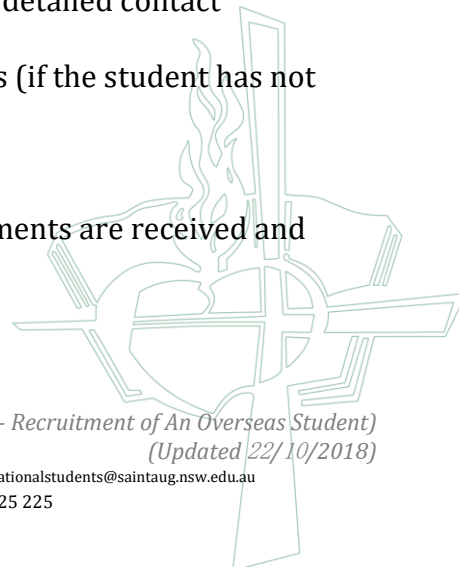 detailed contact
s (if the student has not
ments are received and
- Recruitment of An Overseas Student)
(Updated 22/10/2018)
ationalstudents@saintaug.nsw.edu.au
25 225